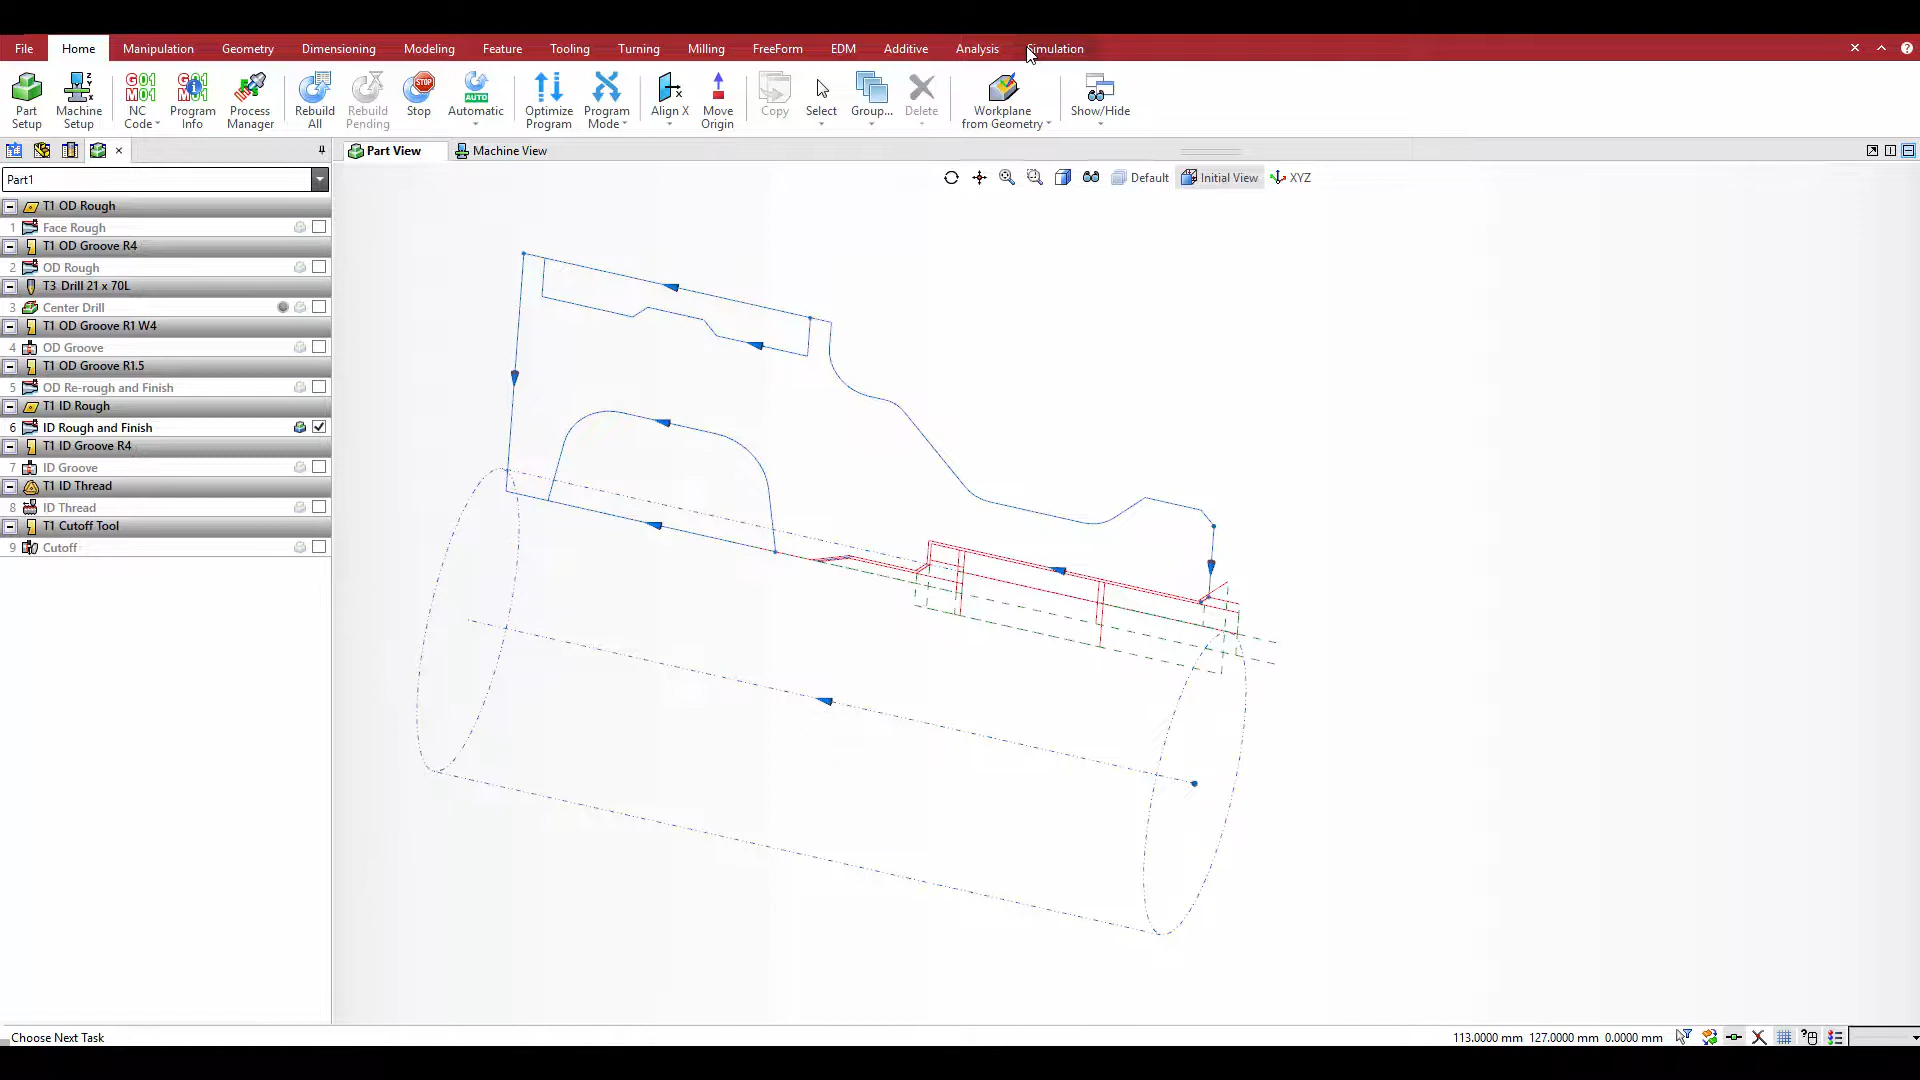 File Home Manipulation Geometry Dimensioning Modeling Feature Tooling Turning Milling FreeForm EDM Additive Analysis Simulation
Part Setup
Machine Setup
NC Code
Program Info
Process Manager
Rebuild All
Rebuild Pending
STOP
Stop
AUTO
Automatic
Optimize Program
Program Mode
Align X
Move Origin
Copy
Select
Group...
Delete
Workplane from Geometry
Show/Hide
Part View
Machine View
Part1
Default
Initial View
XYZ
T1 OD Rough
1 Face Rough
T1 OD Groove R4
2 OD Rough
T3 Drill 21 x 70L
3 Center Drill
T1 OD Groove R1 W4
4 OD Groove
T1 OD Groove R1.5
5 OD Re-rough and Finish
T1 ID Rough
6 ID Rough and Finish
T1 ID Groove R4
7 ID Groove
T1 ID Thread
8 ID Thread
T1 Cutoff Tool
9 Cutoff
Choose Next Task
113.0000 mm 127.0000 mm 0.0000 mm